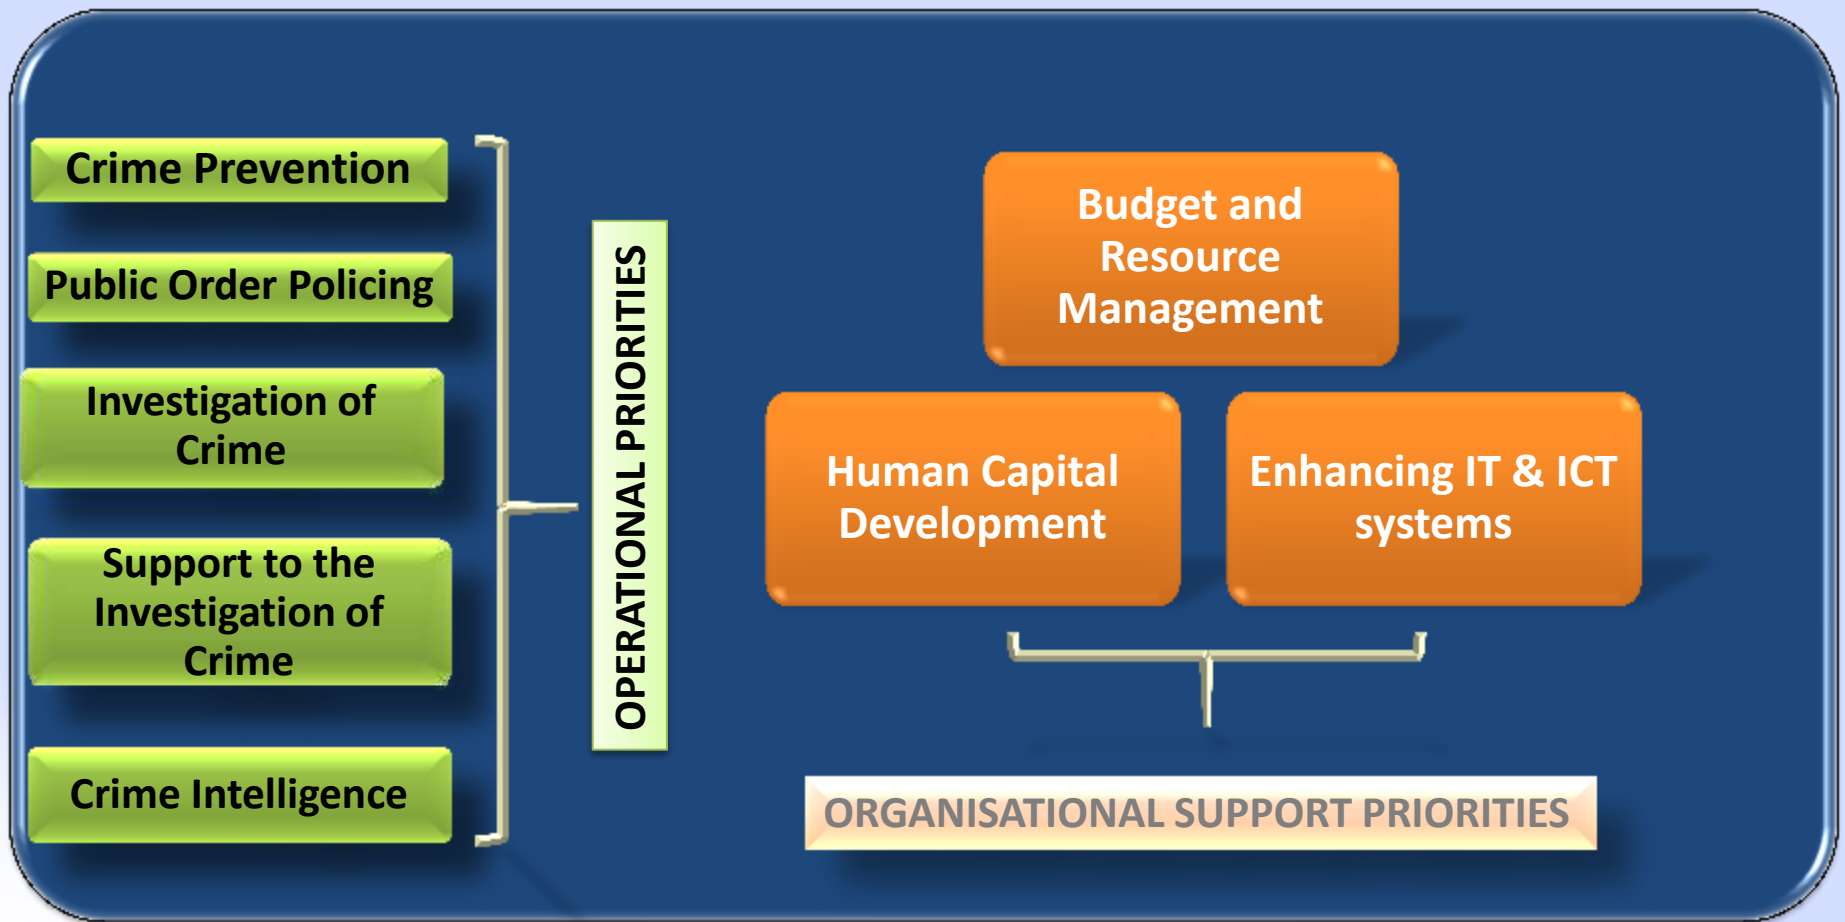 Crime Prevention
Public Order Policing
Investigation of
Crime
Support to the
Investigation of
Crime
Crime Intelligence
OPERATIONAL PRIORITIES
Budget and
Resource
Management
Human Capital
Development
Enhancing IT & ICT
systems
ORGANISATIONAL SUPPORT PRIORITIES